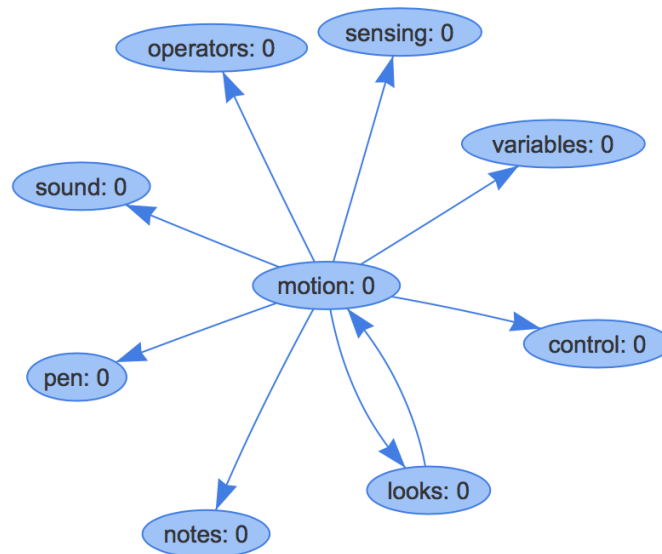 sensing: 0
operators: 0
variables: 0
sound: 0
motion: 0
control: 0
pen: 0
looks: 0
notes: 0